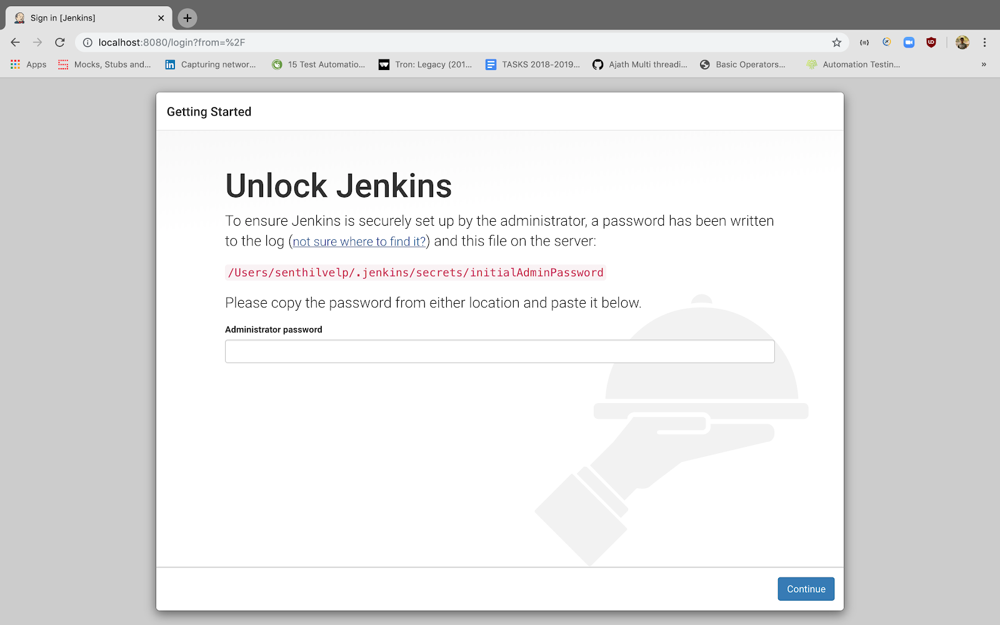 Sign in [Jenkins]
localhost:8080/login?from=%2F
Apps
Mocks, Stubs and...
Capturing networ...
15 Test Automatio...
Tron: Legacy (201...
TASKS 2018-2019...
Ajath Multi threadi...
Basic Operators...
Automation Testin...
»
Getting Started
Unlock Jenkins
To ensure Jenkins is securely set up by the administrator, a password has been written
to the log (not sure where to find it?) and this file on the server:
/Users/senthilvelp/.jenkins/secrets/initialAdminPassword
Please copy the password from either location and paste it below.
Administrator password
Continue